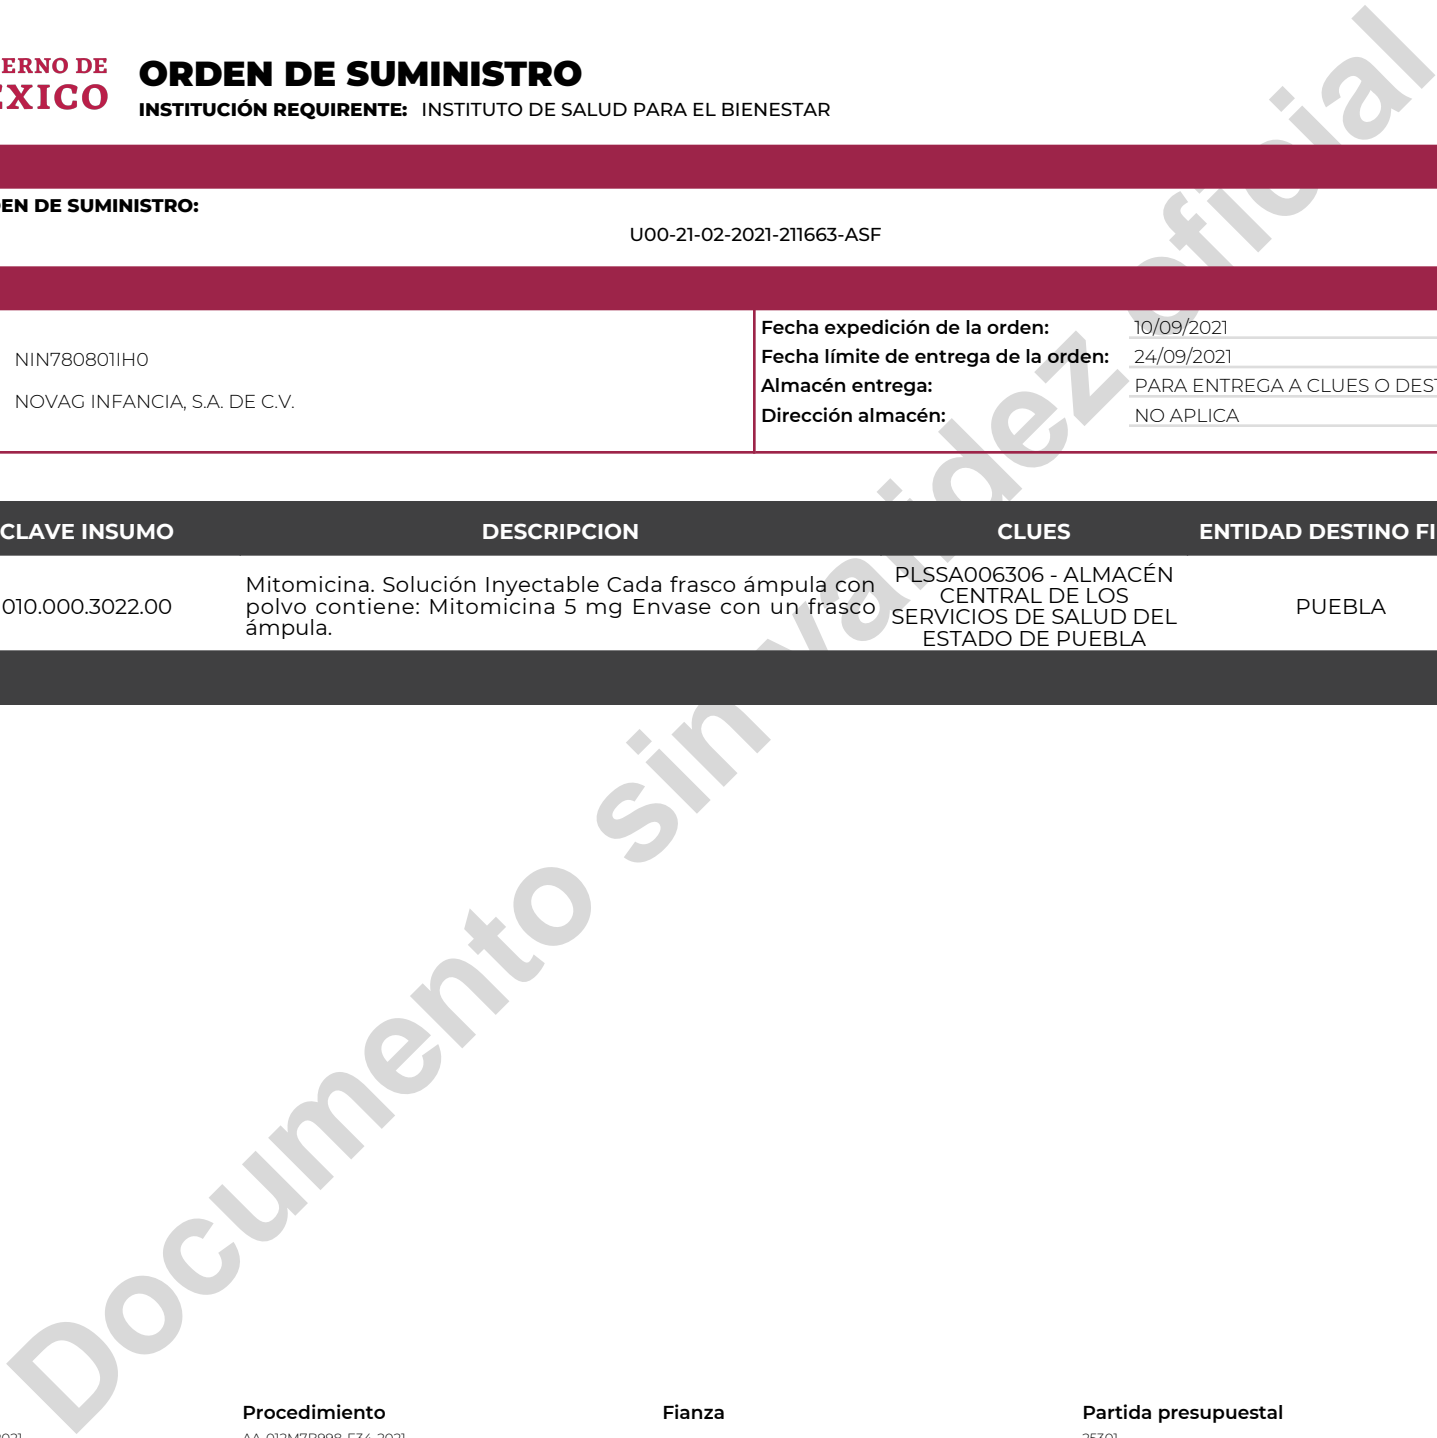 ERNO DE
ÉXICO
ORDEN DE SUMINISTRO
INSTITUCIÓN REQUIRENTE: INSTITUTO DE SALUD PARA EL BIENESTAR
EN DE SUMINISTRO:
U00-21-02-2021-211663-ASF
NIN780801IH0
NOVAG INFANCIA, S.A. DE C.V.
Fecha expedición de la orden: 10/09/2021
Fecha límite de entrega de la orden: 24/09/2021
Almacén entrega: PARA ENTREGA A CLUES O DEST
Dirección almacén: NO APLICA
CLAVE INSUMO DESCRIPCION CLUES ENTIDAD DESTINO FI
010.000.3022.00
Mitomicina. Solución Inyectable Cada frasco ámpula con
polvo contiene: Mitomicina 5 mg Envase con un frasco
ámpula.
PLSSA006306 - ALMACÉN
CENTRAL DE LOS
SERVICIOS DE SALUD DEL
ESTADO DE PUEBLA
PUEBLA
Documento sin validez oficial
Procedimiento Fianza Partida presupuestal